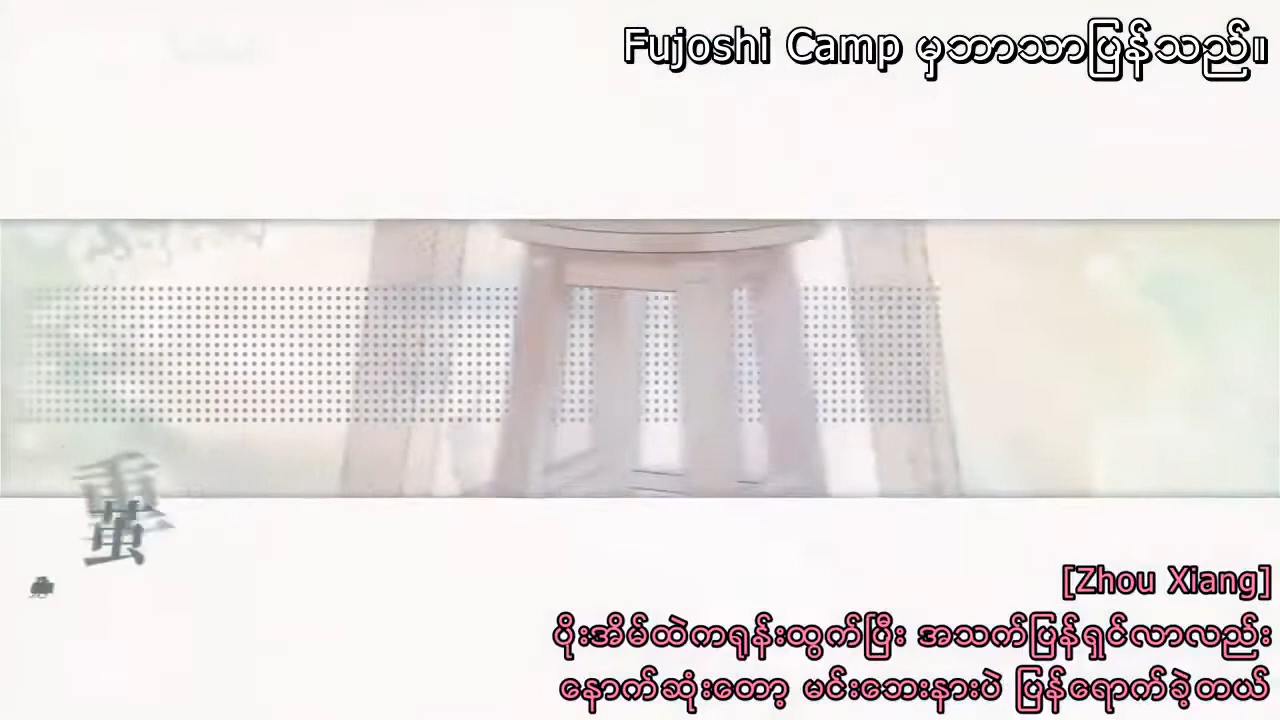 Fujoshi Camp မှဘာသာပြန်သည်။
重
茧
[Zhou Xiang]
ပိုးအိမ်ထဲကရုန်းထွက်ပြီး အသက်ပြန်ရှင်လာလည်း
နောက်ဆုံးတော့ မင်းဘေးနားပဲ ပြန်ရောက်ခဲ့တယ်